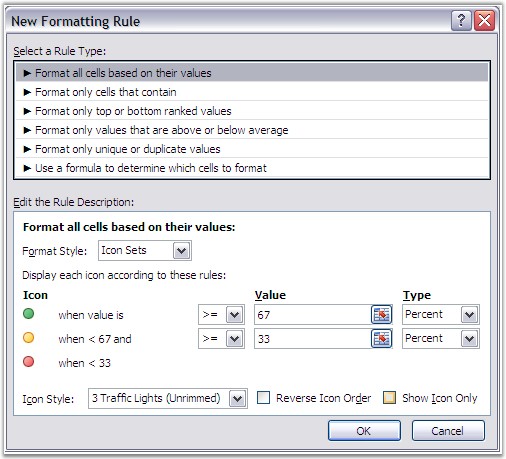 New Formatting Rule
Select a Rule Type:
► Format all cells based on their values
► Format only cells that contain
► Format only top or bottom ranked values
► Format only values that are above or below average
► Format only unique or duplicate values
► Use a formula to determine which cells to format
Edit the Rule Description:
Format all cells based on their values:
Format Style: Icon Sets
Display each icon according to these rules:
Icon Value Type
when value is >= 67 Percent
when < 67 and >= 33 Percent
when < 33
Icon Style: 3 Traffic Lights (Unrimmed) Reverse Icon Order Show Icon Only
OK Cancel